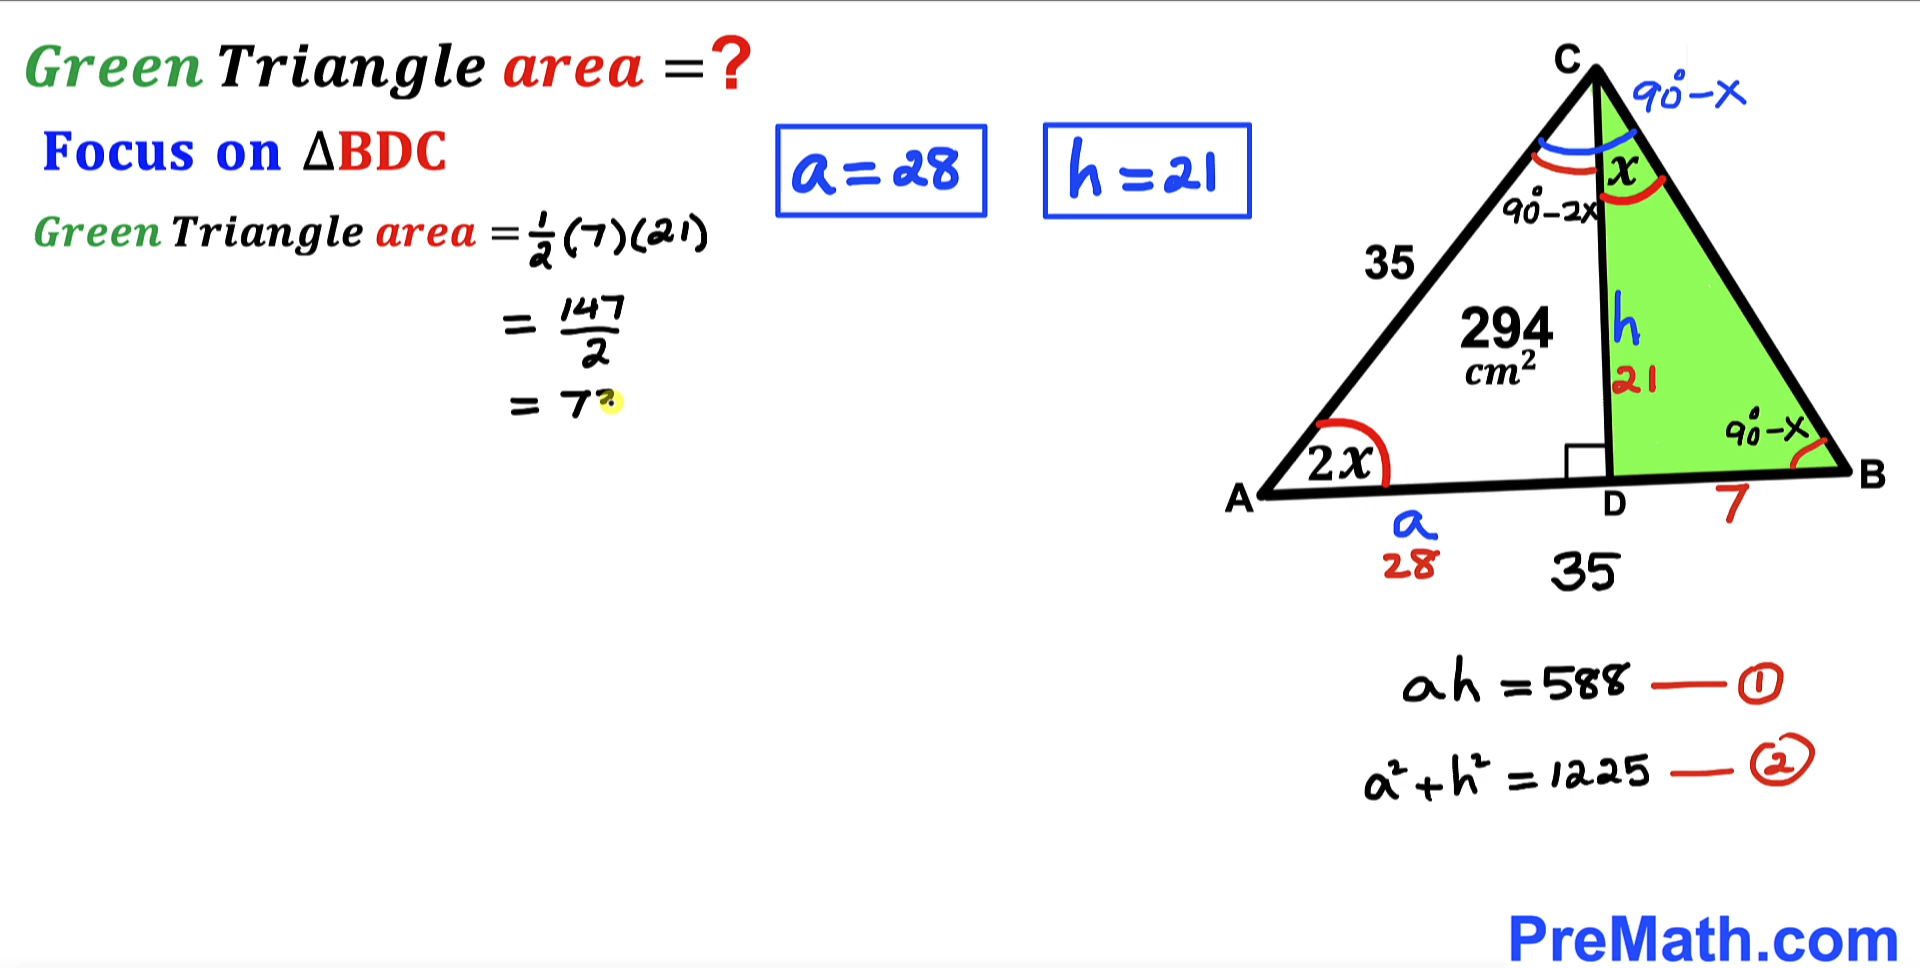 Green Triangle area = ?
Focus on ΔBDC
a = 28
h = 21
Green Triangle area = 1/2 (7)(21)
= 147/2
= 73
C
90°-x
x
90°-2x
35
294
cm²
h
21
90°-x
2x
A
B
D
7
a
28
35
ah = 588 — ①
a² + h² = 1225 — ②
PreMath.com